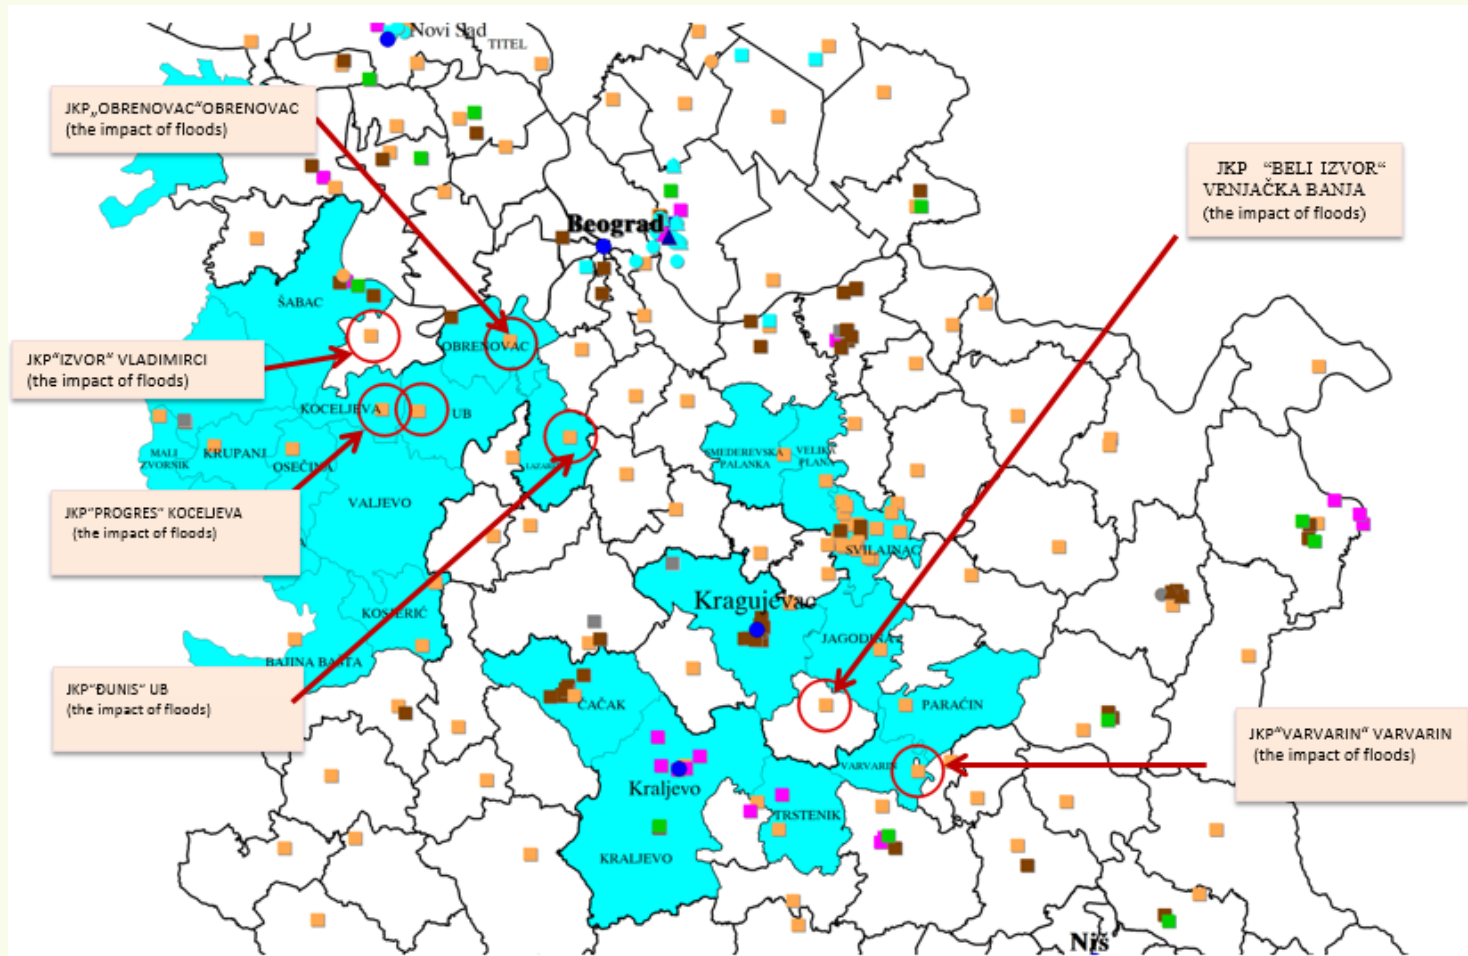 Novi Sad
TITEL
JKP„OBRENOVAC“OBRENOVAC
(the impact of floods)
JKP “BELI IZVOR“
VRNJAČKA BANJA
(the impact of floods)
Beograd
ŠABAC
OBRENOVAC
JKP“IZVOR“ VLADIMIRCI
(the impact of floods)
KOCELJEVA
UB
MALI
ZVORNIK
KRUPANJ
OSEČINA
SMEDEREVSKA
PALANKA
VELIKA
PLANA
VALJEVO
JKP“PROGRES“ KOCELJEVA
(the impact of floods)
SVILAJNAC
Kragujevac
KOSJERIĆ
JAGODINA
BAJINA BAŠTA
JKP“ĐUNIS“ UB
(the impact of floods)
ČAČAK
PARAĆIN
JKP“VARVARIN“ VARVARIN
(the impact of floods)
VARVARIN
Kraljevo
TRSTENIK
KRALJEVO
Niš